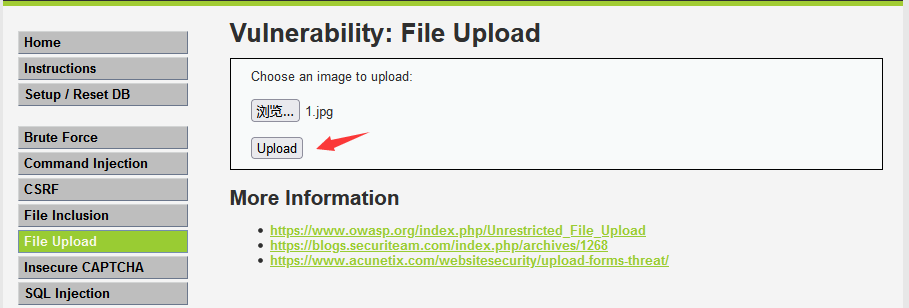 Vulnerability: File Upload
Home
Instructions
Setup / Reset DB
Brute Force
Command Injection
CSRF
File Inclusion
File Upload
Insecure CAPTCHA
SQL Injection
Choose an image to upload:
浏览... 1.jpg
Upload
More Information
https://www.owasp.org/index.php/Unrestricted_File_Upload
https://blogs.securiteam.com/index.php/archives/1268
https://www.acunetix.com/websitesecurity/upload-forms-threat/